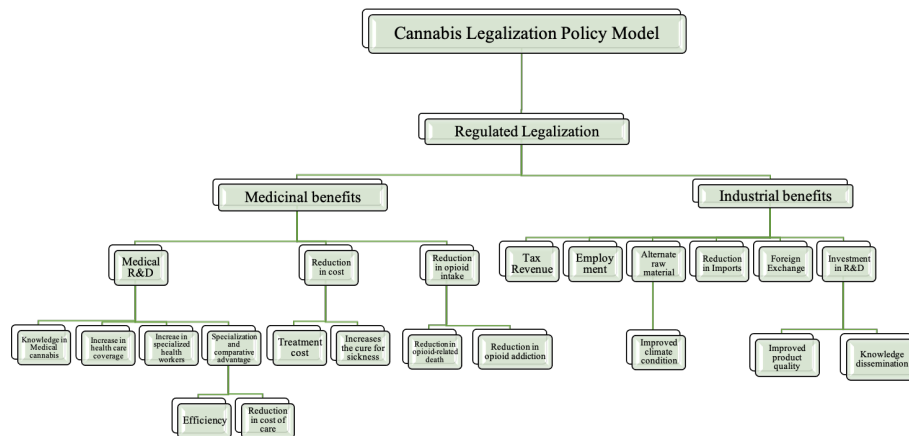 Cannabis Legalization Policy Model
Regulated Legalization
Medicinal benefits
Industrial benefits
Medical
R&D
Reduction
in cost
Reduction
in opioid
intake
Tax
Revenue
Employ
ment
Alternate
raw
material
Reduction
in Imports
Foreign
Exchange
Investment
in R&D
Knowledge in
Medical
cannabis
Increase in
health care
coverage
Increae in
specialized
health
workers
Specialization
and
comparative
advantage
Treatment
cost
Increases
the cure for
sickness
Reduction in
opioid-related
death
Reduction in
opioid addiction
Improved
climate
condition
Improved
product
quality
Knowledge
dissemination
Efficiency
Reduction
in cost of
care